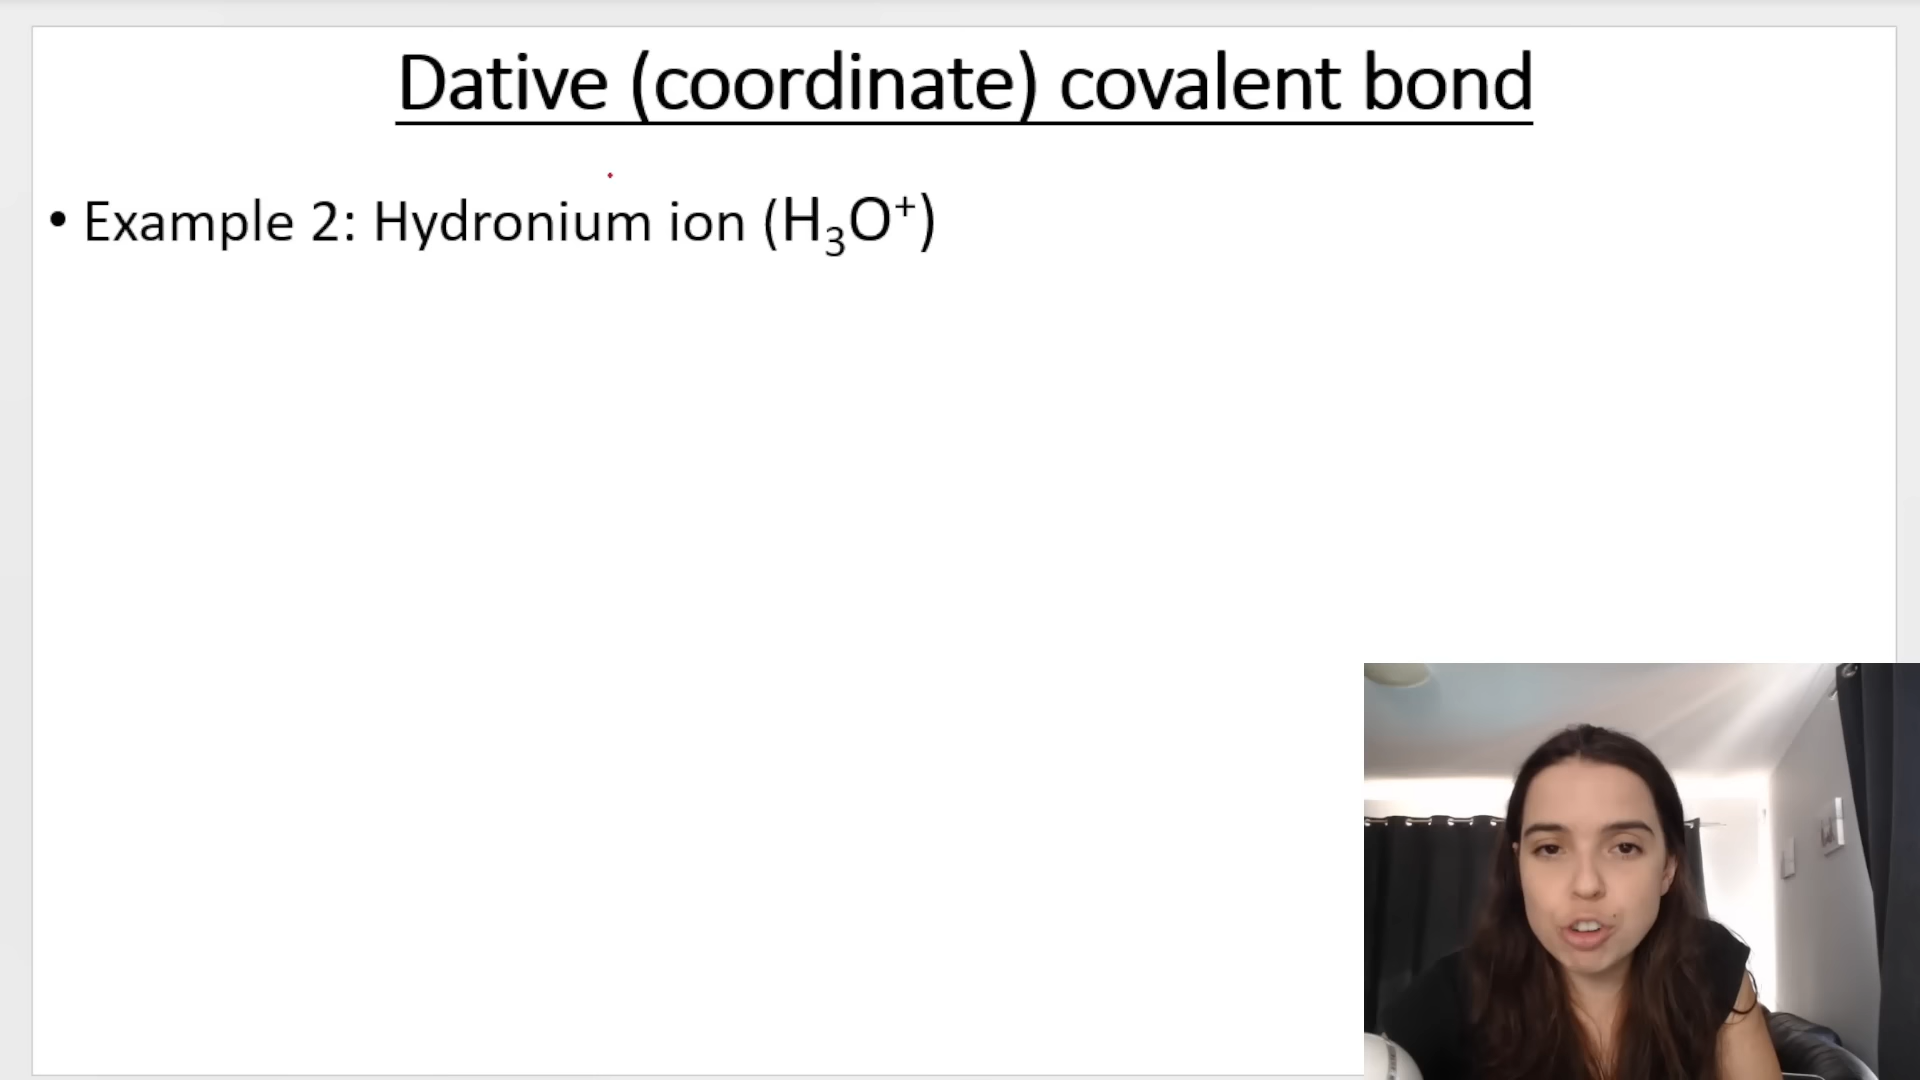 Dative (coordinate) covalent bond
• Example 2: Hydronium ion (H₃O⁺)